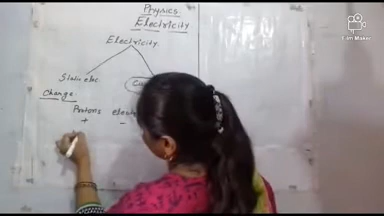 Physics
Electricity
Electricity
Static elec
Charge
Protons
+ -
Film Maker